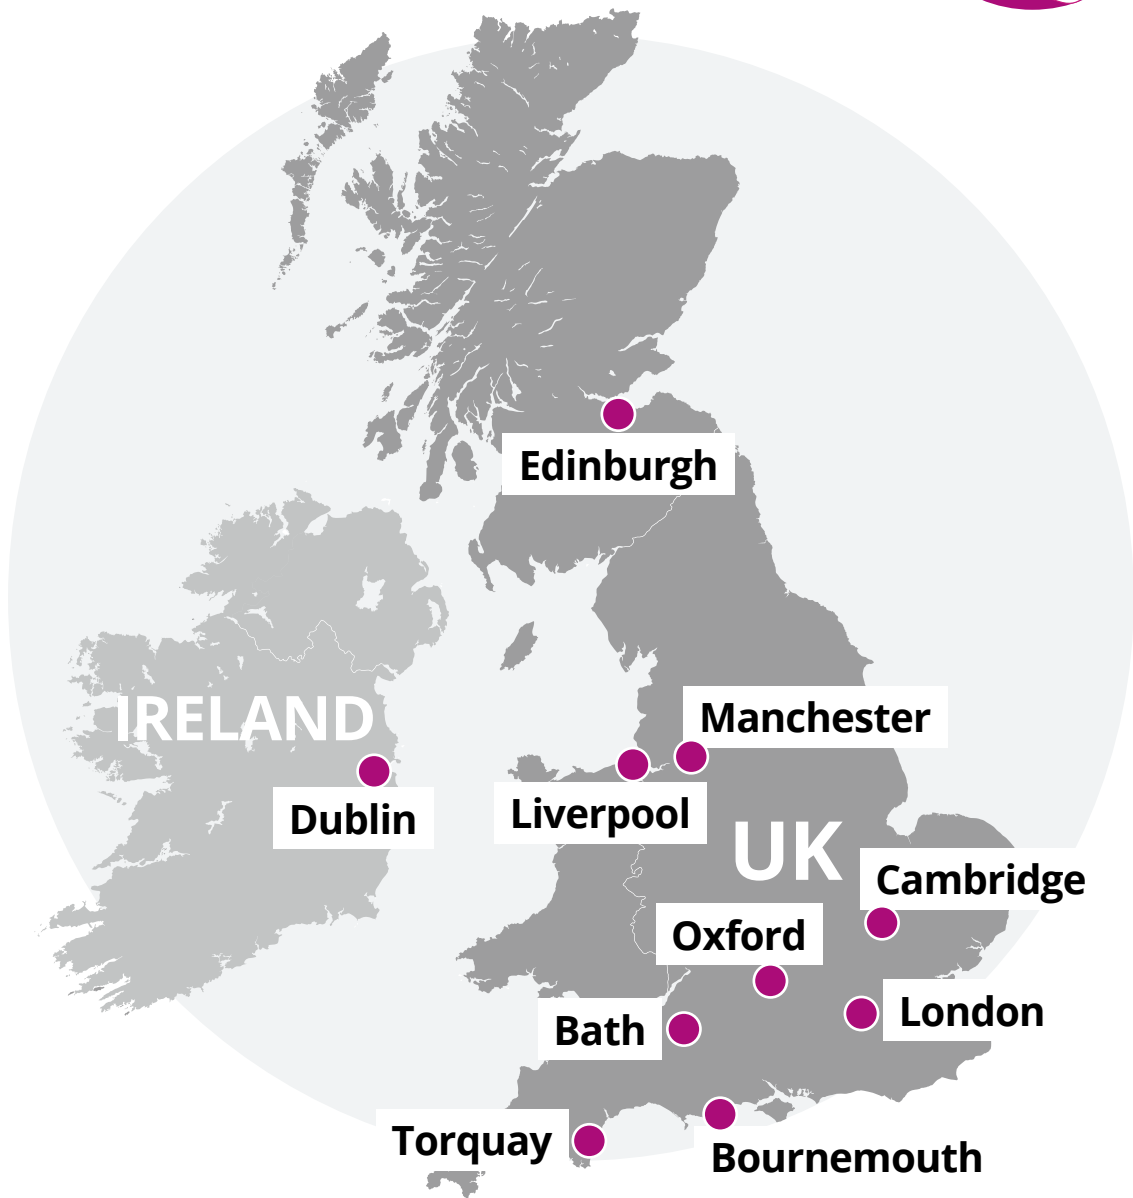 Edinburgh
IRELAND
Manchester
Dublin
Liverpool
UK
Cambridge
Oxford
London
Bath
Torquay
Bournemouth